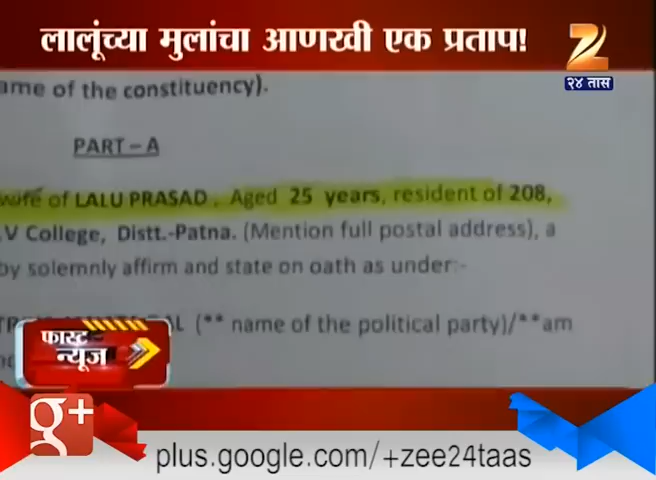 लालूंच्या मुलांचा आणखी एक प्रताप!
२४ तास
ame of the constituency).
PART – A
wife of LALU PRASAD, Aged 25 years, resident of 208,
.V College, Distt.-Patna. (Mention full postal address), a
by solemnly affirm and state on oath as under:-
L (** name of the political party)/**am
फास्ट
न्यूज
g+
plus.google.com/+zee24taas